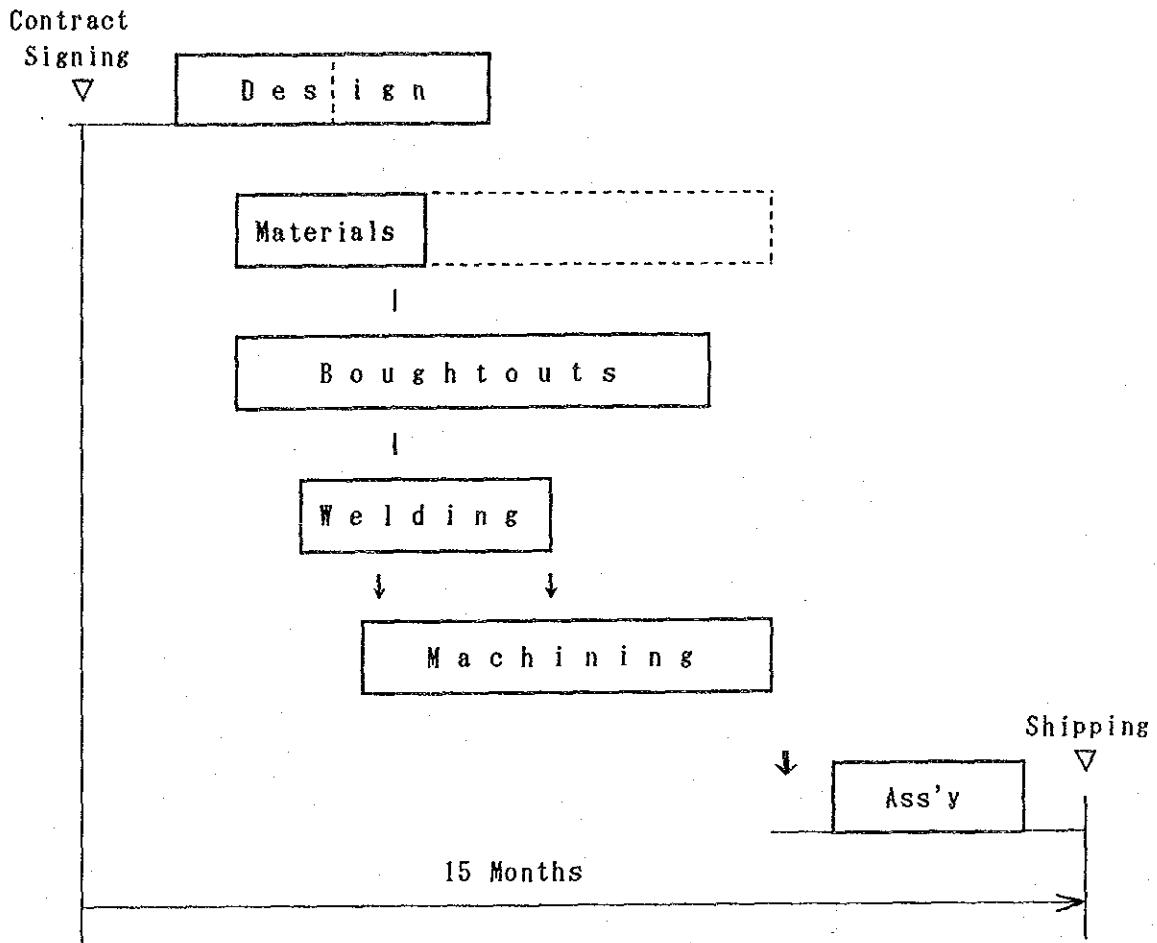 Contract
Signing
Design
Materials
Boughtouts
Welding
Machining
Shipping
Ass'y
15 Months